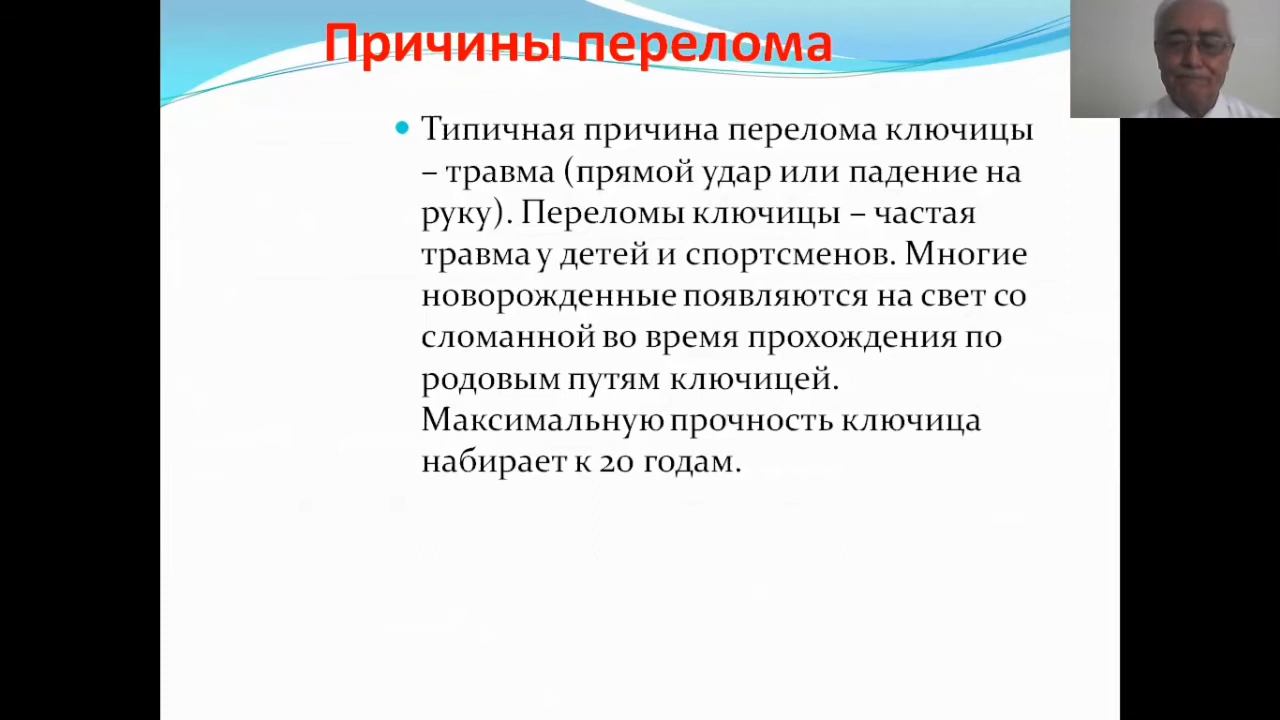 Причины перелома
• Типичная причина перелома ключицы
– травма (прямой удар или падение на
руку). Переломы ключицы – частая
травма у детей и спортсменов. Многие
новорожденные появляются на свет со
сломанной во время прохождения по
родовым путям ключицей.
Максимальную прочность ключица
набирает к 20 годам.